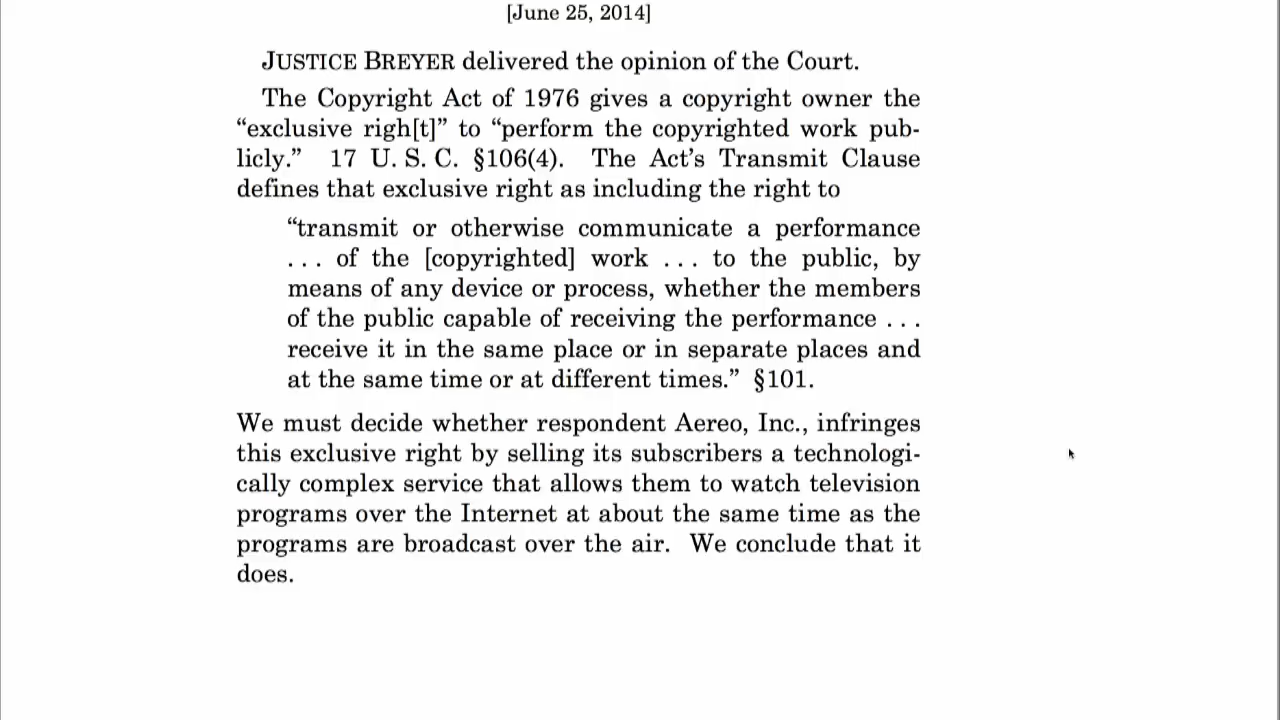 [June 25, 2014]
JUSTICE BREYER delivered the opinion of the Court.
The Copyright Act of 1976 gives a copyright owner the
“exclusive righ[t]” to “perform the copyrighted work pub-
licly.” 17 U. S. C. §106(4). The Act’s Transmit Clause
defines that exclusive right as including the right to
“transmit or otherwise communicate a performance
. . . of the [copyrighted] work . . . to the public, by
means of any device or process, whether the members
of the public capable of receiving the performance . . .
receive it in the same place or in separate places and
at the same time or at different times.” §101.
We must decide whether respondent Aereo, Inc., infringes
this exclusive right by selling its subscribers a technologi-
cally complex service that allows them to watch television
programs over the Internet at about the same time as the
programs are broadcast over the air. We conclude that it
does.